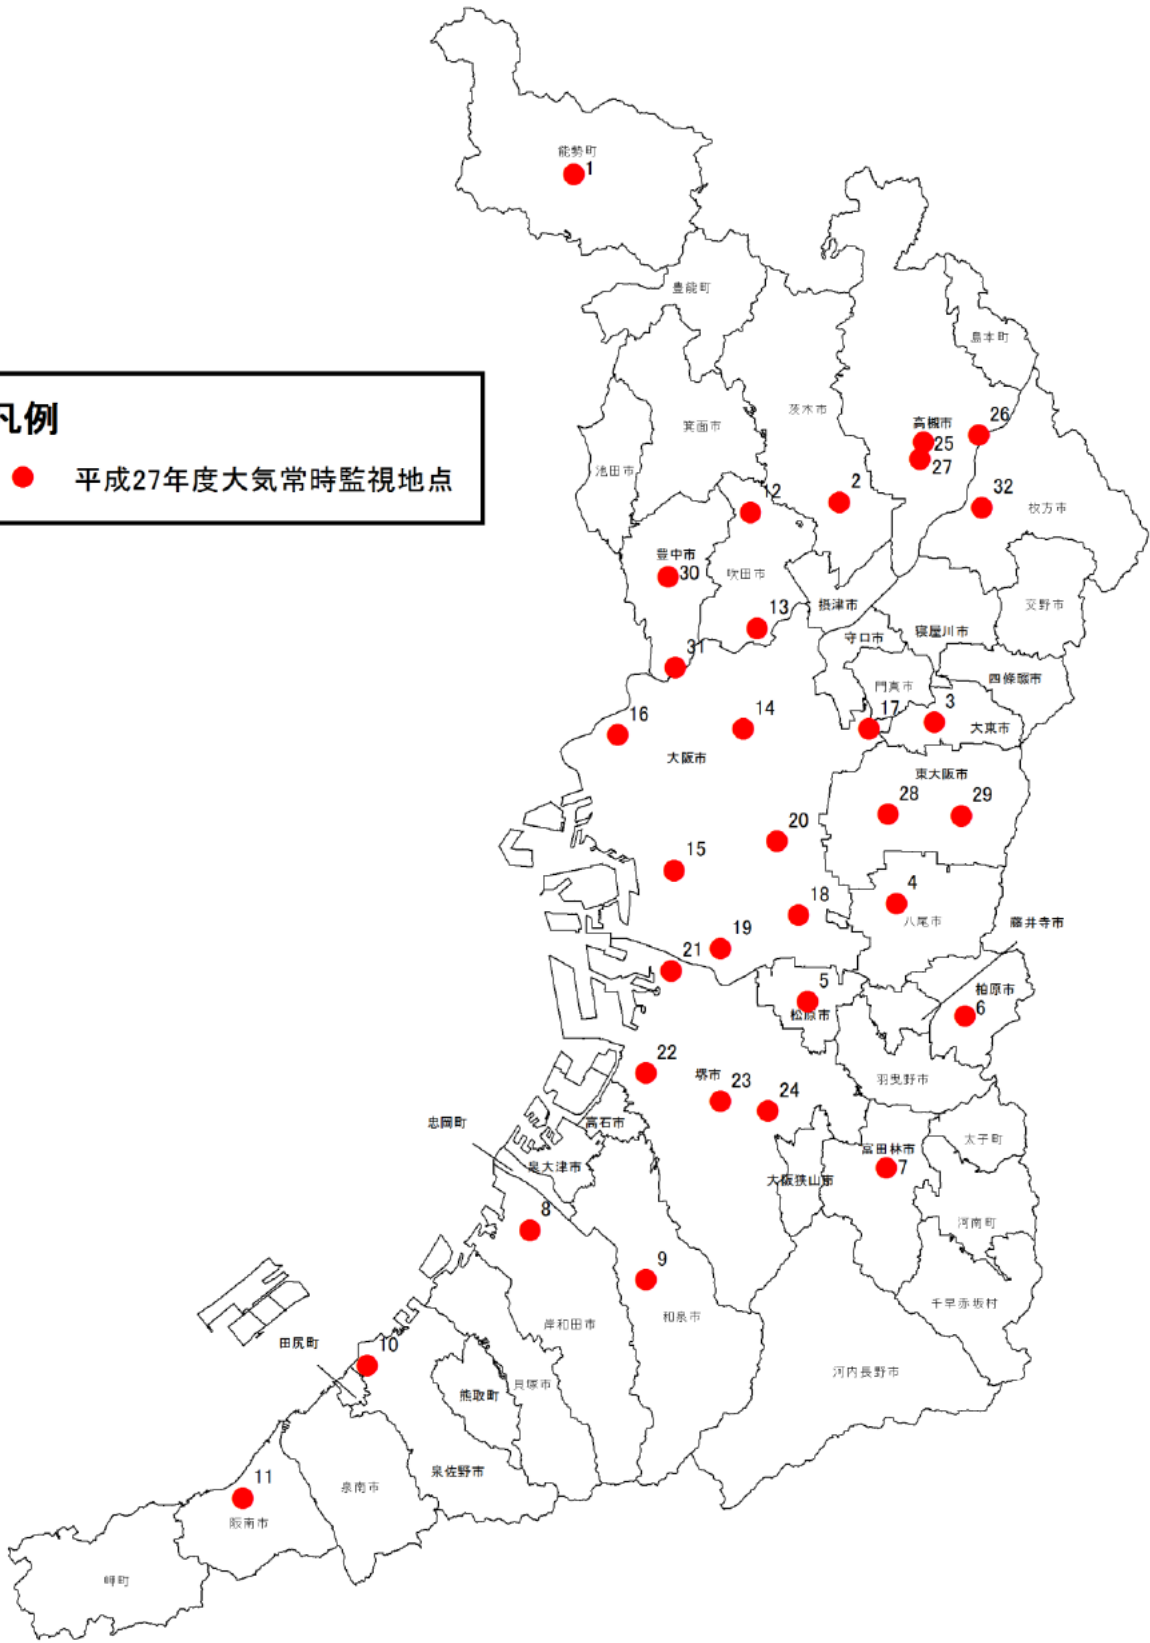 能勢町
1
豊能町
島本町
凡例
平成27年度大気常時監視地点
茨木市
箕面市
高槻市
26
25
27
池田市
12
2
32
枚方市
豊中市
30
吹田市
摂津市
交野市
13
守口市
寝屋川市
31
門真市
四條畷市
16
14
17
3
大東市
大阪市
東大阪市
28
29
20
15
18
4
八尾市
藤井寺市
19
21
5
松原市
柏原市
6
22
堺市
23
24
羽曳野市
忠岡町
高石市
太子町
泉大津市
富田林市
7
大阪狭山市
8
河南町
9
千早赤坂村
岸和田市
和泉市
田尻町
10
河内長野市
貝塚市
熊取町
泉佐野市
11
泉南市
阪南市
岬町